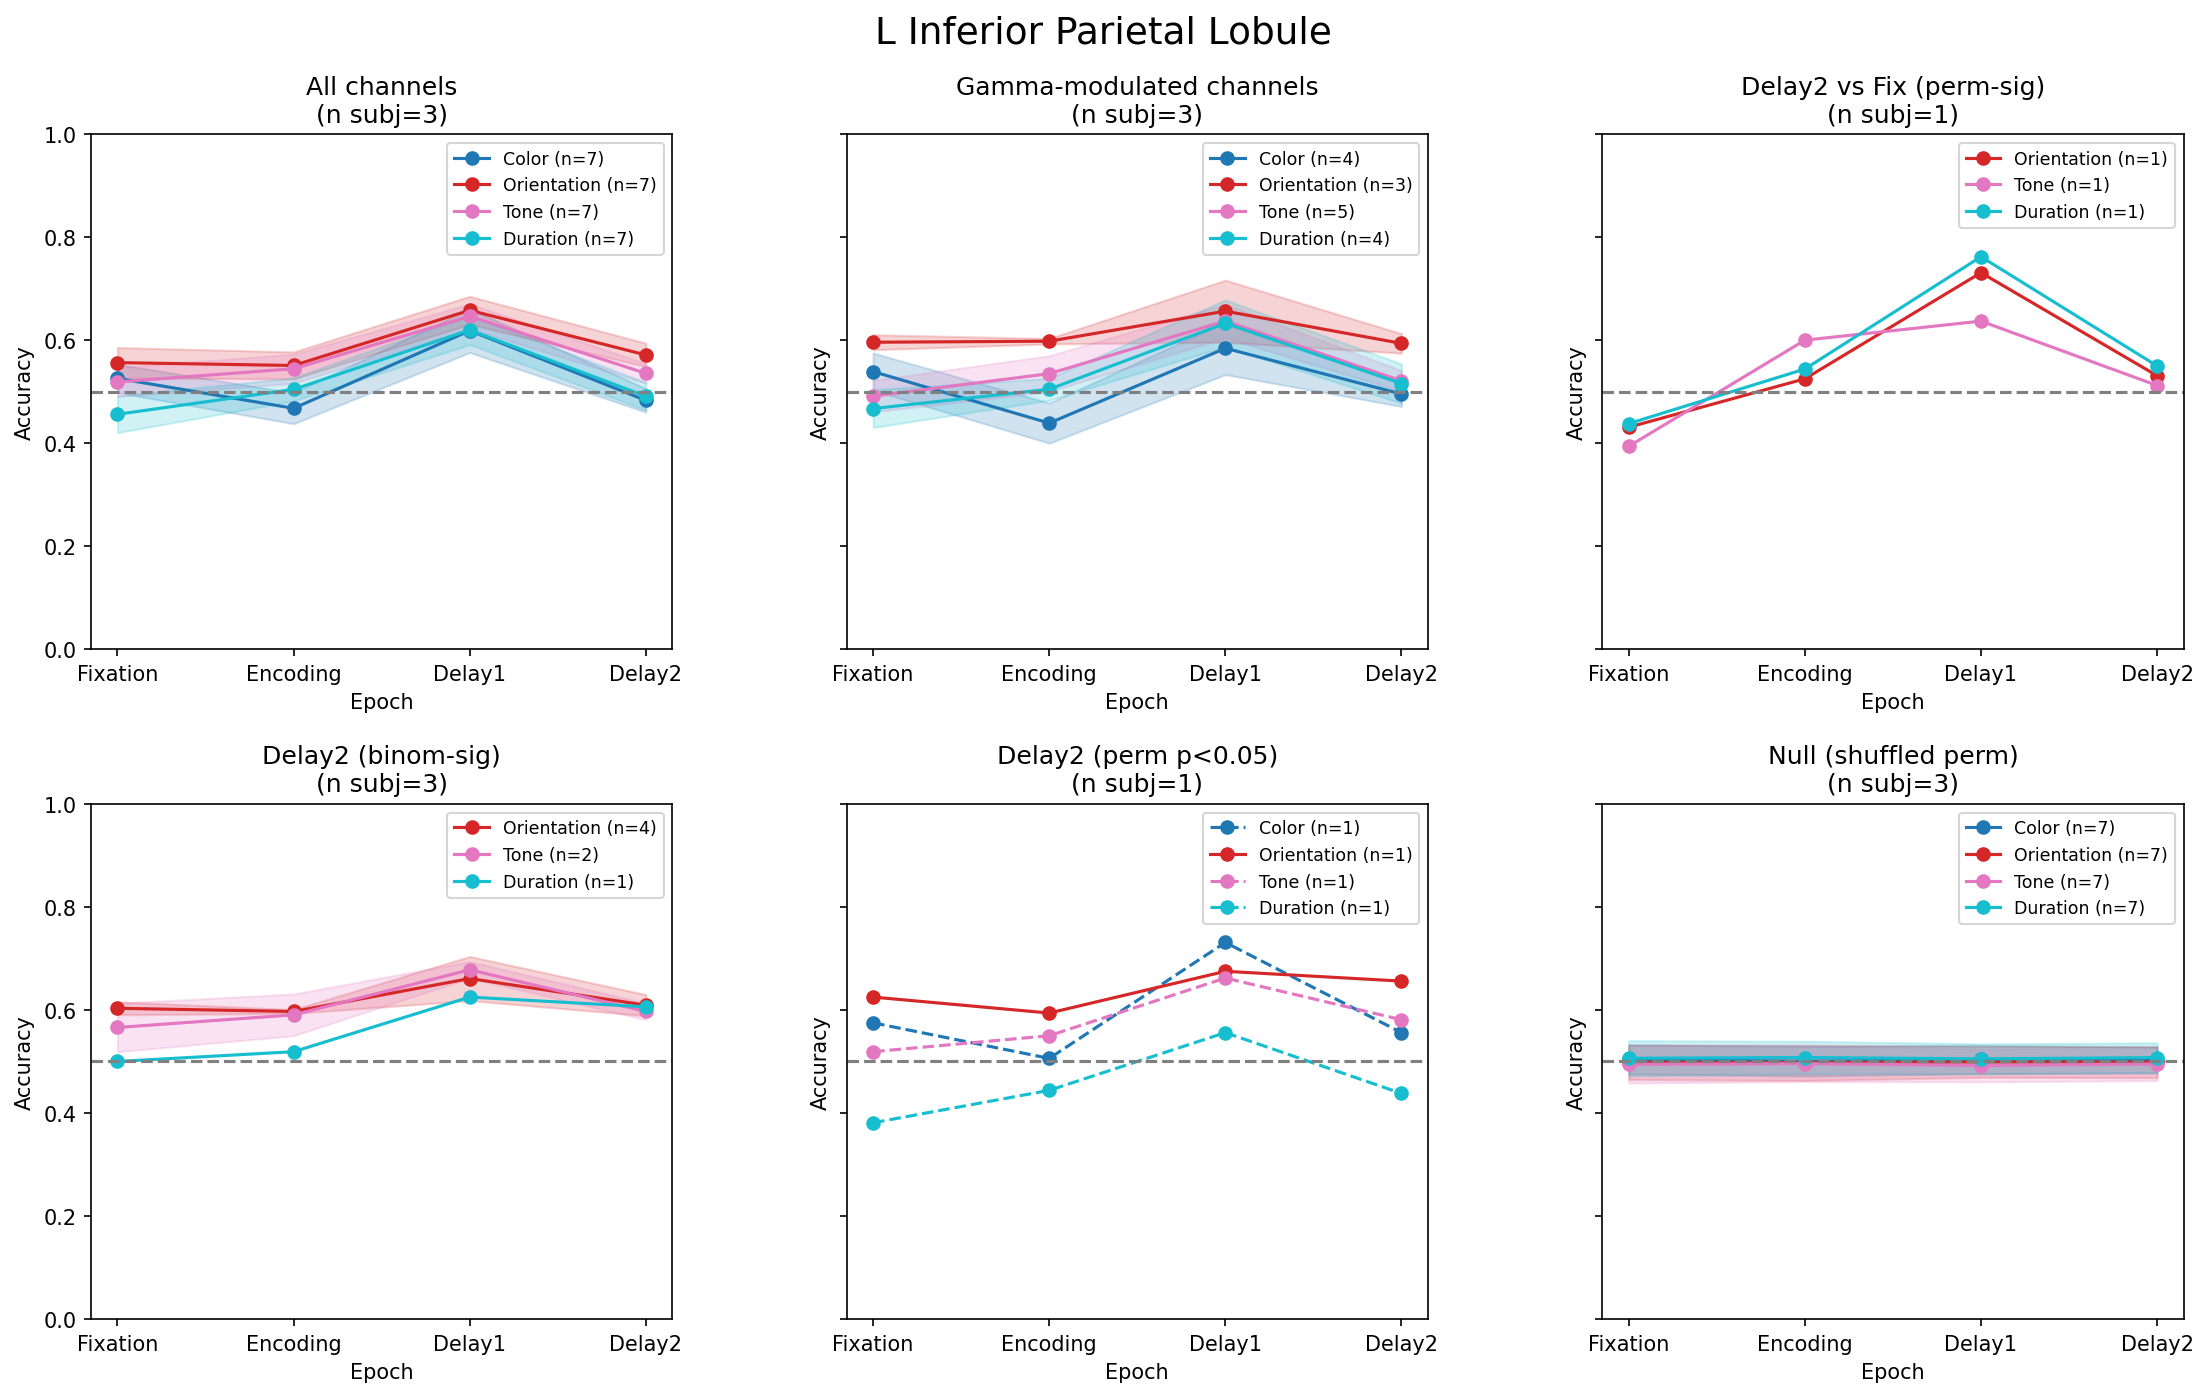 L Inferior Parietal Lobule
All channels
(n subj=3)
1.0
0.8
0.6
0.4
0.2
0.0
Accuracy
Color (n=7)
Orientation (n=7)
Tone (n=7)
Duration (n=7)
Fixation Encoding Delay1 Delay2
Epoch
Gamma-modulated channels
(n subj=3)
Accuracy
Color (n=4)
Orientation (n=3)
Tone (n=5)
Duration (n=4)
Fixation Encoding Delay1 Delay2
Epoch
Delay2 vs Fix (perm-sig)
(n subj=1)
Accuracy
Orientation (n=1)
Tone (n=1)
Duration (n=1)
Fixation Encoding Delay1 Delay2
Epoch
Delay2 (binom-sig)
(n subj=3)
1.0
0.8
0.6
0.4
0.2
0.0
Accuracy
Orientation (n=4)
Tone (n=2)
Duration (n=1)
Fixation Encoding Delay1 Delay2
Epoch
Delay2 (perm p<0.05)
(n subj=1)
Accuracy
Color (n=1)
Orientation (n=1)
Tone (n=1)
Duration (n=1)
Fixation Encoding Delay1 Delay2
Epoch
Null (shuffled perm)
(n subj=3)
Accuracy
Color (n=7)
Orientation (n=7)
Tone (n=7)
Duration (n=7)
Fixation Encoding Delay1 Delay2
Epoch